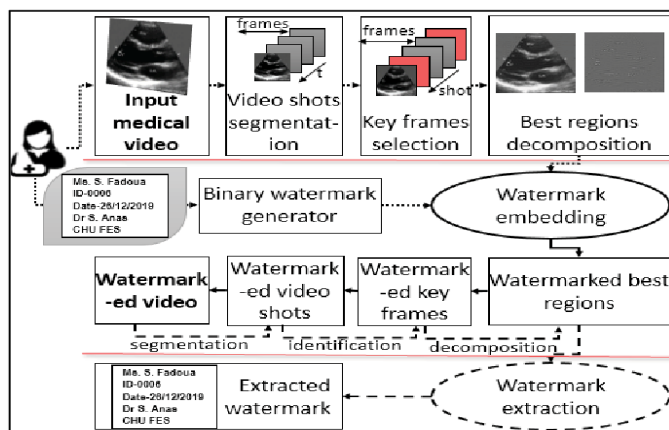 frames
t
Input
medical
video
Video shots
segmentat-
ion
frames
shot
Key frames
selection
Best regions
decomposition
Ms. S. Fadoua
ID-0006
Date-26/12/2019
Dr S. Anas
CHU FES
Binary watermark
generator
Watermark
embedding
Watermark
-ed video
Watermark
-ed video
shots
Watermark
-ed key
frames
Watermarked best
regions
segmentation
identification
decomposition
Ms. S. Fadoua
ID-0006
Date-26/12/2019
Dr S. Anas
CHU FES
Extracted
watermark
Watermark
extraction